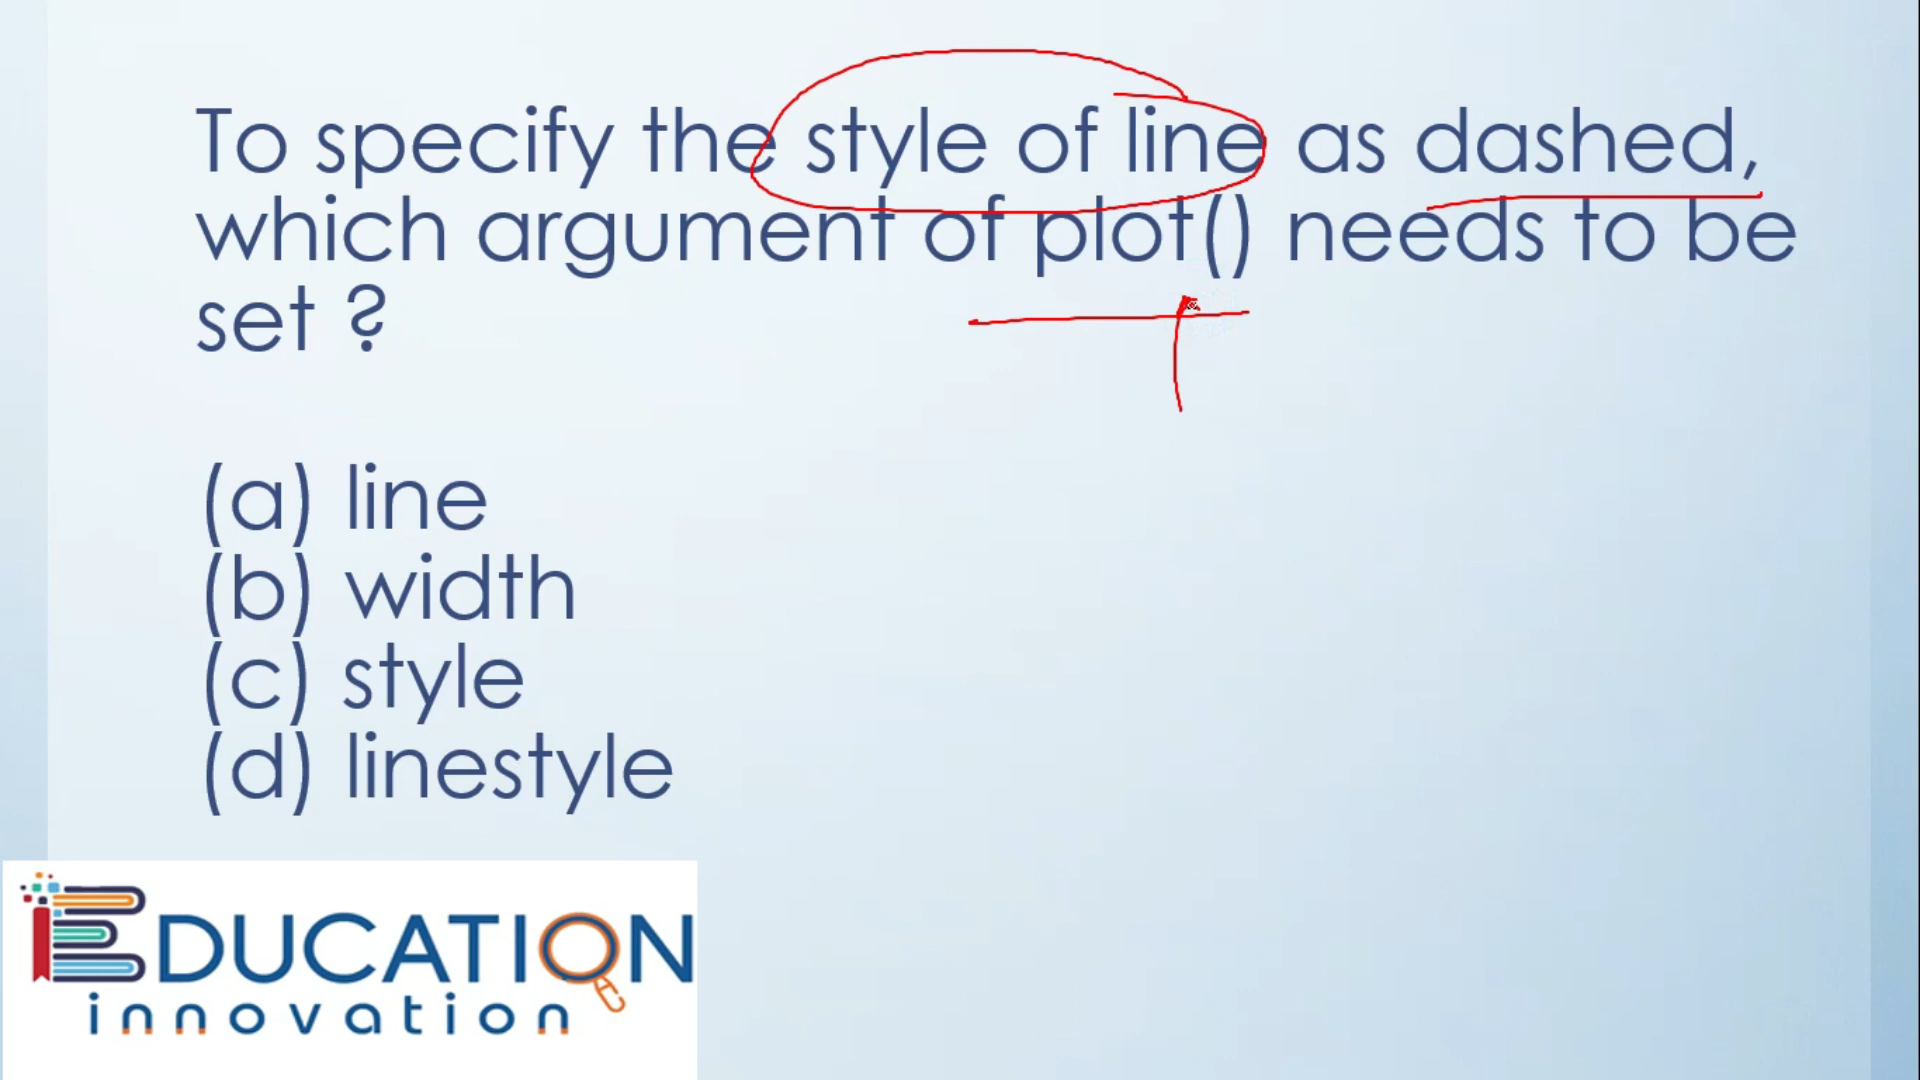 To specify the style of line as dashed,
which argument of plot() needs to be
set ?
(a) line
(b) width
(c) style
(d) linestyle
EDUCATION
innovation